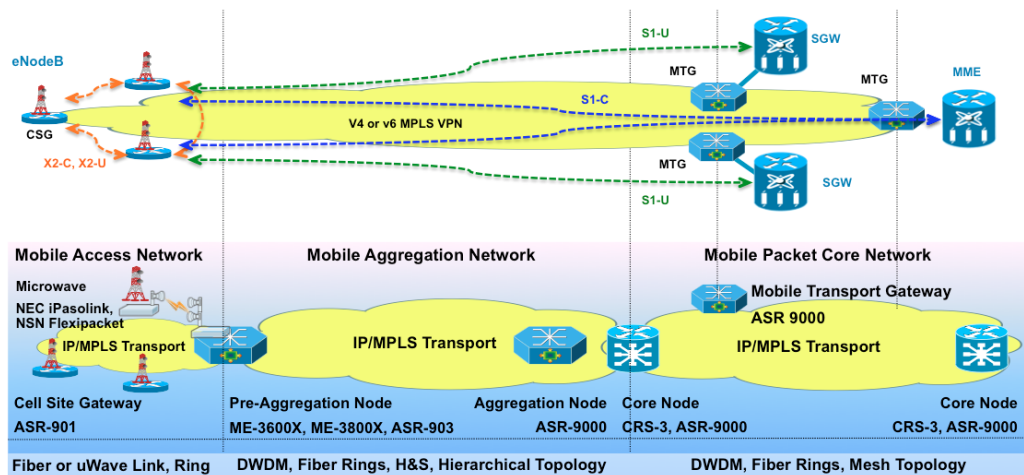 S1-U
SGW
eNodeB
MTG
MTG
MME
S1-C
CSG
V4 or v6 MPLS VPN
X2-C, X2-U
MTG
SGW
S1-U
Mobile Access Network
Mobile Aggregation Network
Mobile Packet Core Network
Microwave
NEC iPasolink,
NSN Flexipacket
Mobile Transport Gateway
ASR 9000
IP/MPLS Transport
IP/MPLS Transport
IP/MPLS Transport
Cell Site Gateway
ASR-901
Pre-Aggregation Node
ME-3600X, ME-3800X, ASR-903
Aggregation Node
ASR-9000
Core Node
CRS-3, ASR-9000
Core Node
CRS-3, ASR-9000
Fiber or uWave Link, Ring
DWDM, Fiber Rings, H&S, Hierarchical Topology
DWDM, Fiber Rings, Mesh Topology